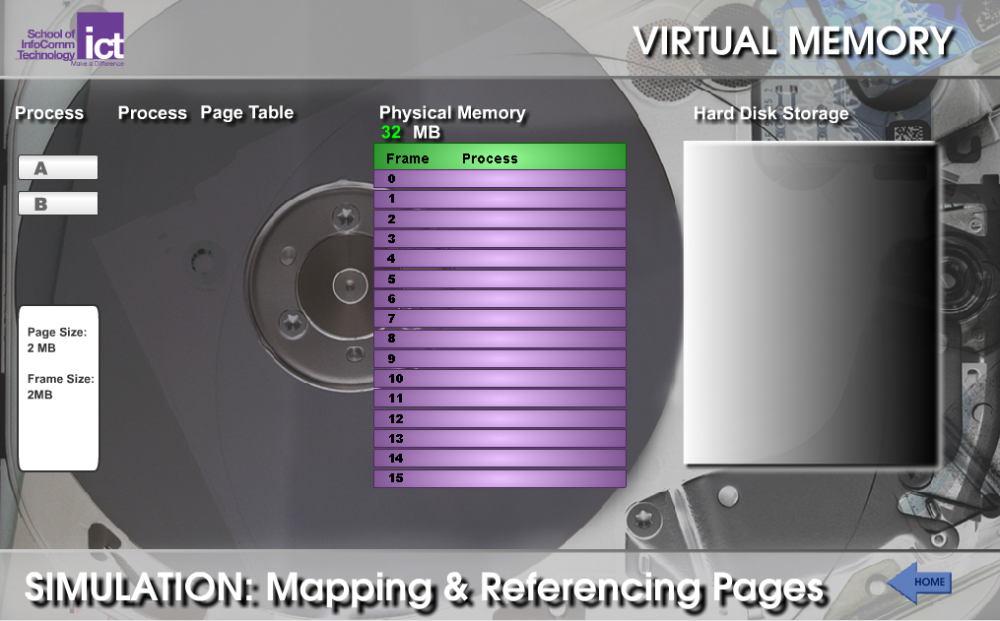 School of
InfoComm
Technology
ict
Make a Difference
VIRTUAL MEMORY
Process
Process
Page Table
Physical Memory
32 MB
Hard Disk Storage
Frame Process
A
B
0
1
2
3
4
5
6
7
8
9
10
11
12
13
14
15
Page Size:
2 MB
Frame Size:
2MB
SIMULATION: Mapping & Referencing Pages
HOME